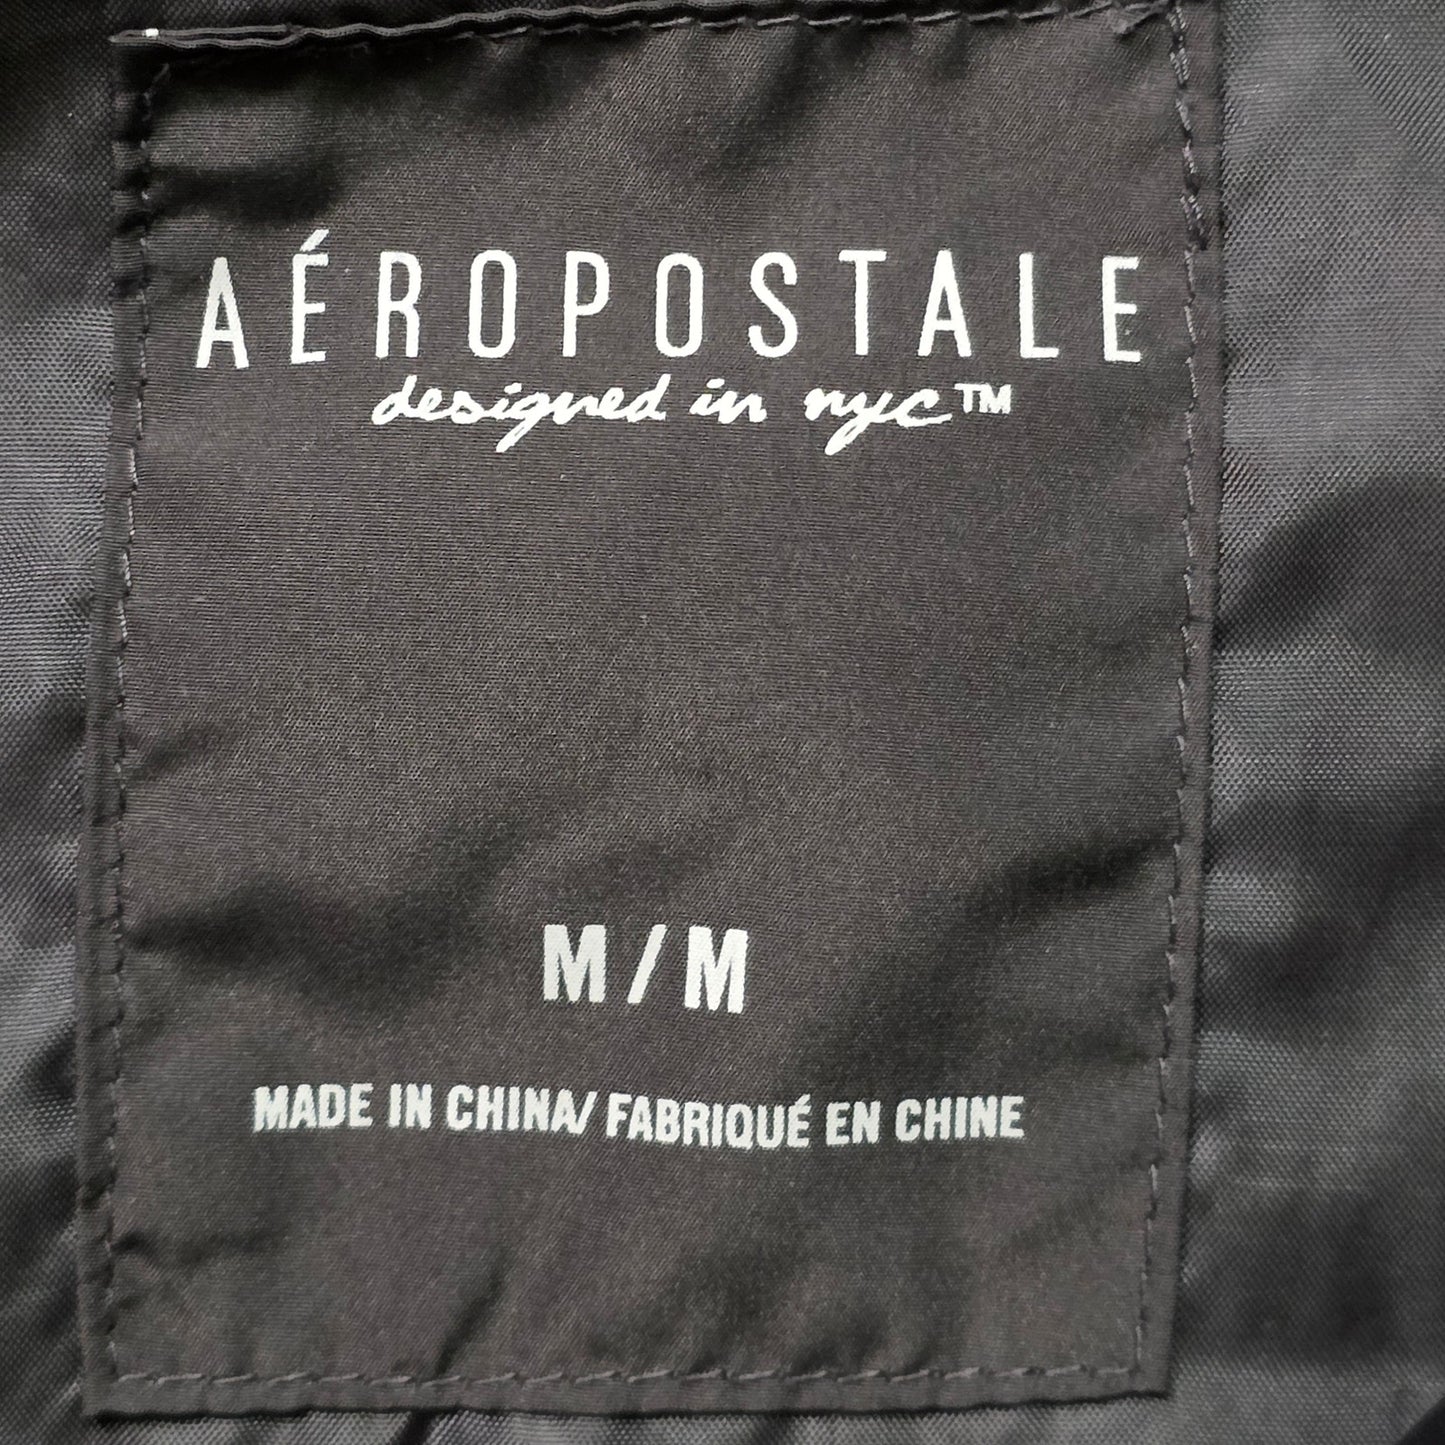 AÉROPOSTALE
designed in nyc™
M/M
MADE IN CHINA/ FABRIQUÉ EN CHINE